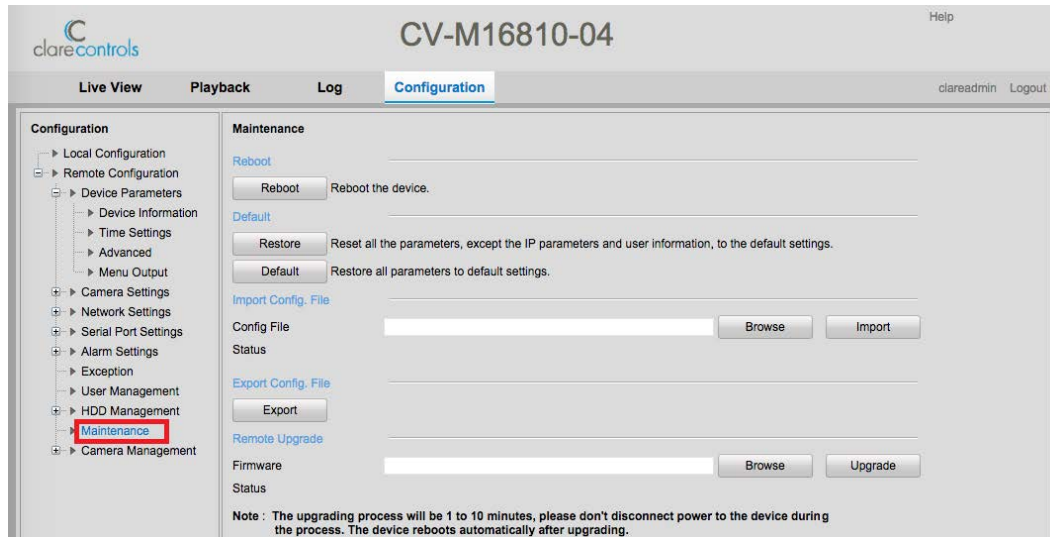 clarecontrols
CV-M16810-04
Help
Live View Playback Log Configuration
clareadmin Logout
Configuration
Local Configuration
Remote Configuration
Device Parameters
Device Information
Time Settings
Advanced
Menu Output
Camera Settings
Network Settings
Serial Port Settings
Alarm Settings
Exception
User Management
HDD Management
Maintenance
Camera Management
Maintenance
Reboot
Reboot Reboot the device.
Default
Restore Reset all the parameters, except the IP parameters and user information, to the default settings.
Default Restore all parameters to default settings.
Import Config. File
Config File Browse Import
Status
Export Config. File
Export
Remote Upgrade
Firmware Browse Upgrade
Status
Note : The upgrading process will be 1 to 10 minutes, please don't disconnect power to the device during
the process. The device reboots automatically after upgrading.